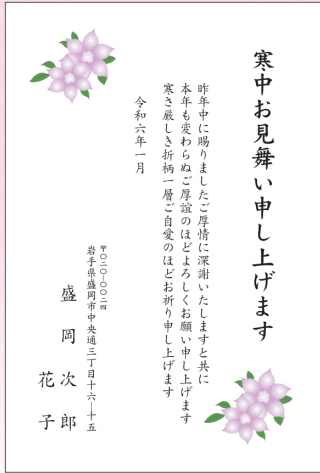 寒中お見舞い申し上げます
昨年中に賜りましたご厚情に深謝いたしますと共に
本年も変わらぬご厚誼のほどよろしくお願い申し上げます
寒さ厳しき折柄一層ご自愛のほどお祈り申し上げます
令和六年一月
〒〇二〇-〇〇二四
岩手県盛岡市中央通三丁目十六-十五
盛岡次郎
花子